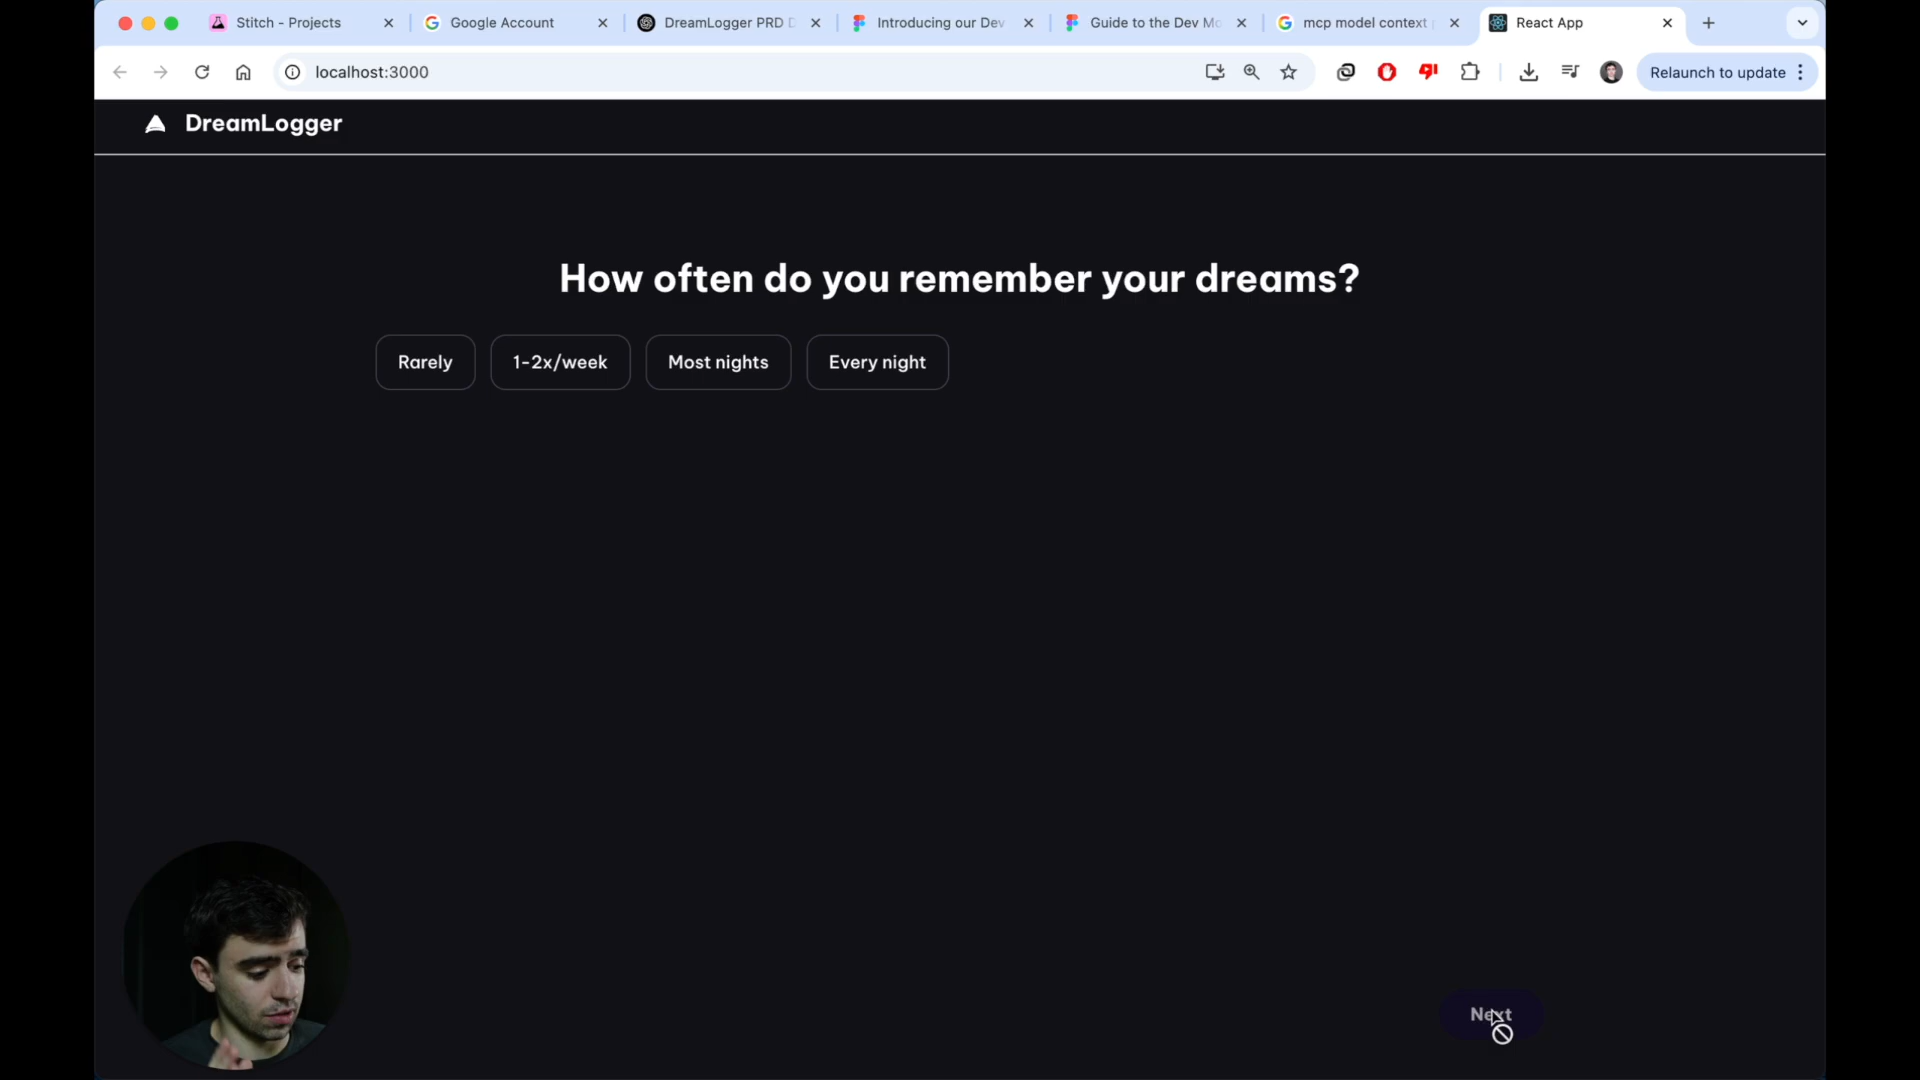 Stitch - Projects
Google Account
DreamLogger PRD D
Introducing our Dev
Guide to the Dev Mo
mcp model context
React App
localhost:3000
Relaunch to update
DreamLogger
How often do you remember your dreams?
Rarely
1-2x/week
Most nights
Every night
Next